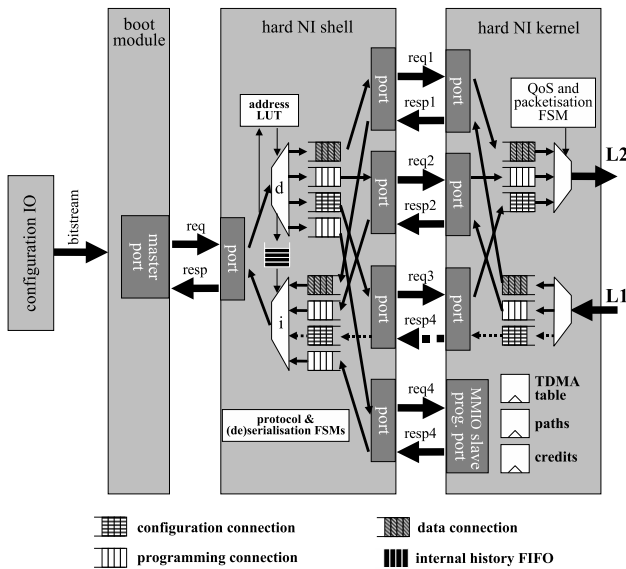 boot
module
hard NI shell
hard NI kernel
configuration IO
bitstream
master
port
req
resp
port
address
LUT
d
i
protocol &
(de)serialisation FSMs
port
port
port
port
req1
resp1
req2
resp2
req3
resp4
req4
resp4
port
port
port
MMIO slave
prog. port
QoS and
packetisation
FSM
L2
L1
TDMA
table
paths
credits
configuration connection
data connection
programming connection
internal history FIFO